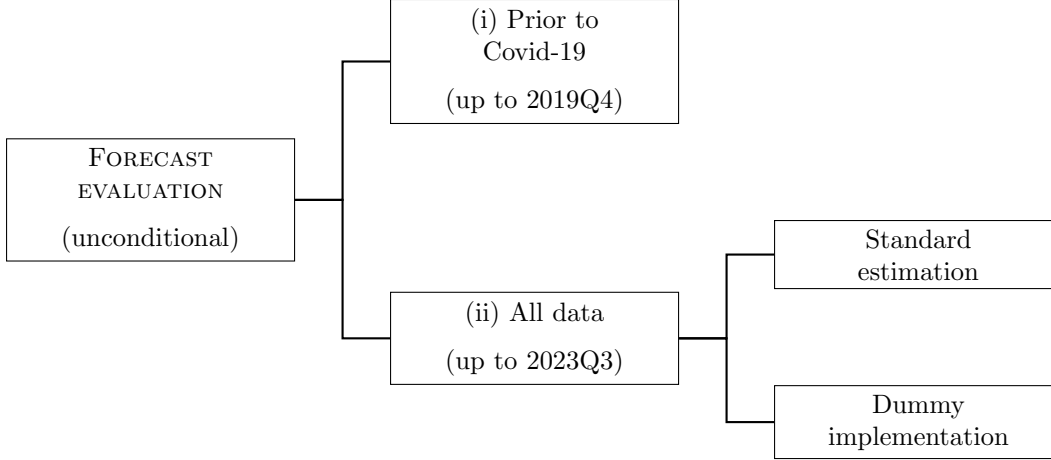 (i) Prior to
Covid-19
(up to 2019Q4)
FORECAST
EVALUATION
(unconditional)
Standard
estimation
(ii) All data
(up to 2023Q3)
Dummy
implementation